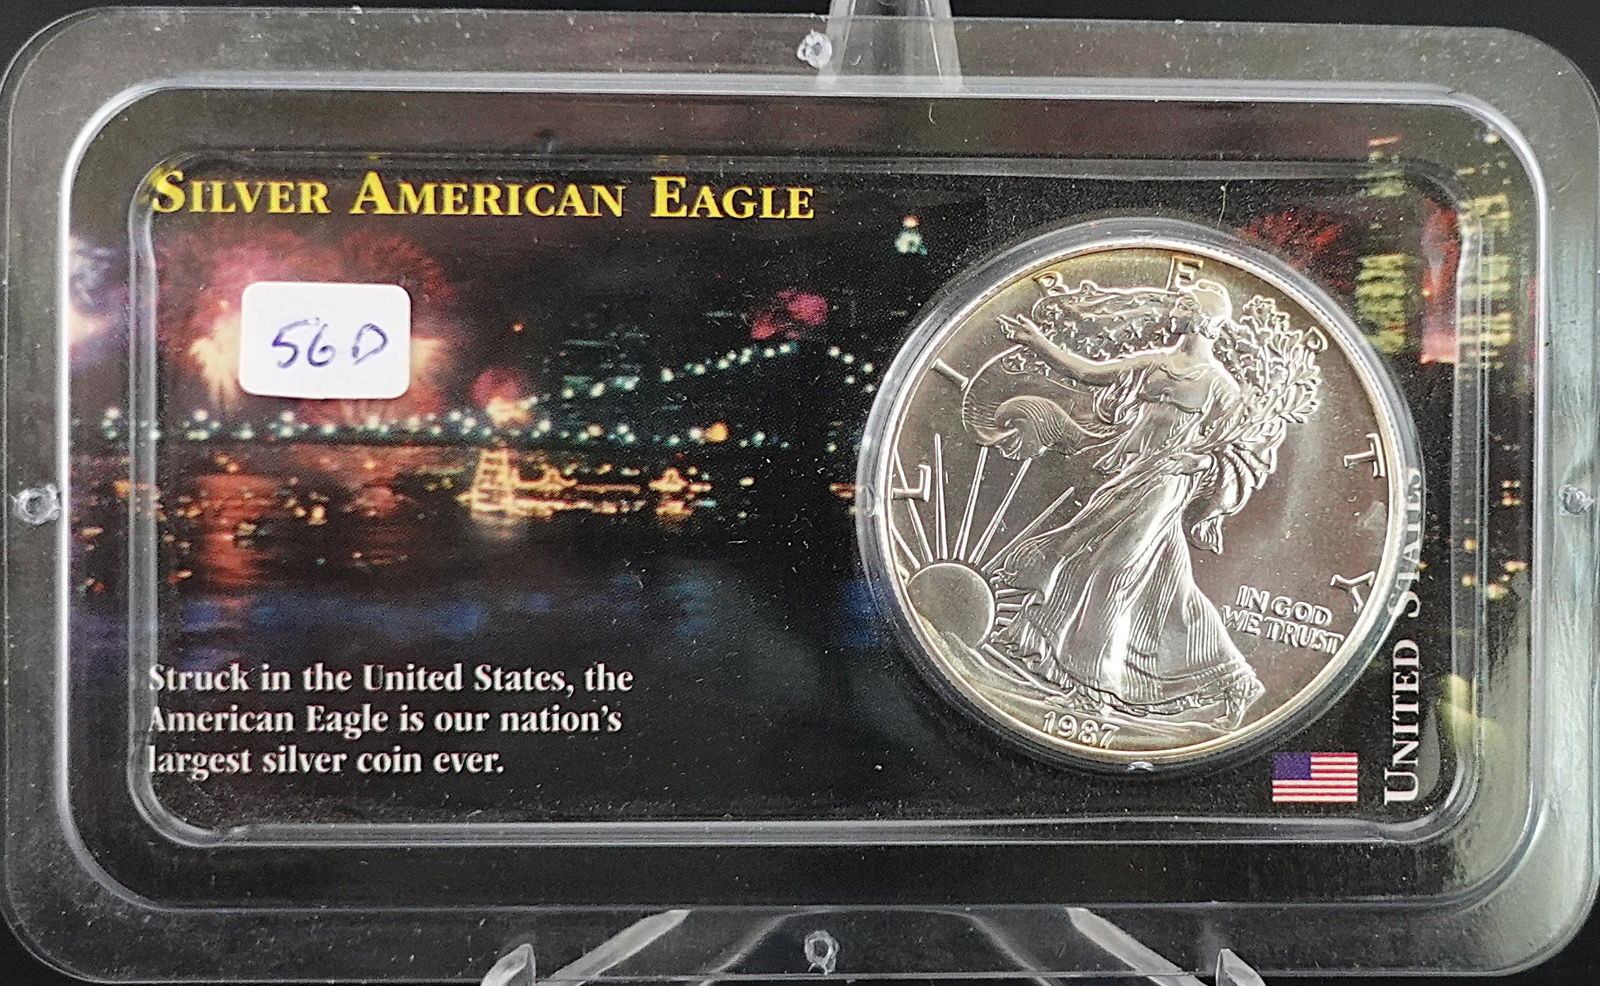 SILVER AMERICAN EAGLE
56D
LIBERTY
IN GOD
WE TRUST
1987
Struck in the United States, the
American Eagle is our nation's
largest silver coin ever.
UNITED STATES